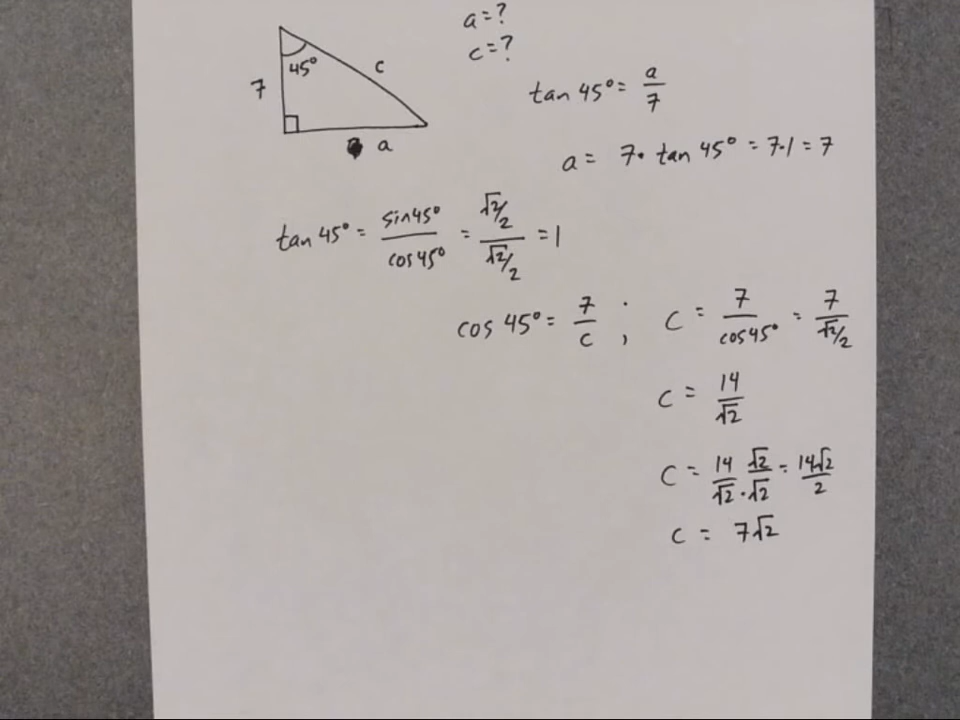 a = ?
c = ?
7
45°
c
a
tan 45° = a/7
a = 7 · tan 45° = 7·1 = 7
tan 45° = sin45°/cos45° = (√2/2)/(√2/2) = 1
cos 45° = 7/c ; c = 7/cos45° = 7/(√2/2)
c = 14/√2
c = 14/√2 · √2/√2 = 14√2/2
c = 7√2